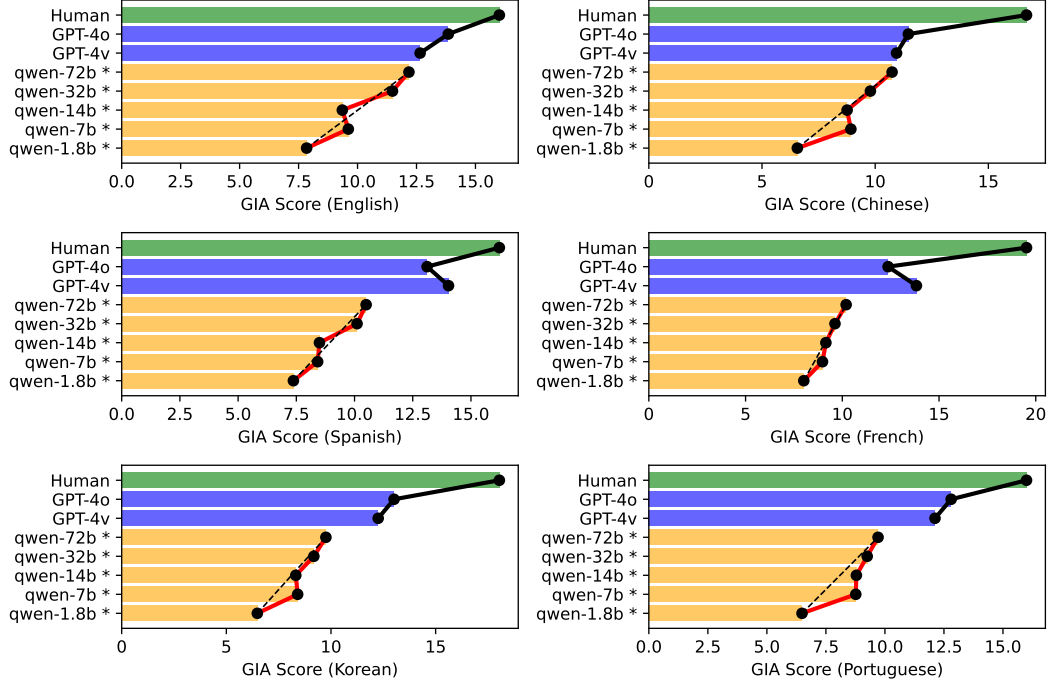 Human
GPT-4o
GPT-4v
qwen-72b *
qwen-32b *
qwen-14b *
qwen-7b *
qwen-1.8b *
0.0 2.5 5.0 7.5 10.0 12.5 15.0
GIA Score (English)
Human
GPT-4o
GPT-4v
qwen-72b *
qwen-32b *
qwen-14b *
qwen-7b *
qwen-1.8b *
0 5 10 15
GIA Score (Chinese)
Human
GPT-4o
GPT-4v
qwen-72b *
qwen-32b *
qwen-14b *
qwen-7b *
qwen-1.8b *
0.0 2.5 5.0 7.5 10.0 12.5 15.0
GIA Score (Spanish)
Human
GPT-4o
GPT-4v
qwen-72b *
qwen-32b *
qwen-14b *
qwen-7b *
qwen-1.8b *
0 5 10 15 20
GIA Score (French)
Human
GPT-4o
GPT-4v
qwen-72b *
qwen-32b *
qwen-14b *
qwen-7b *
qwen-1.8b *
0 5 10 15
GIA Score (Korean)
Human
GPT-4o
GPT-4v
qwen-72b *
qwen-32b *
qwen-14b *
qwen-7b *
qwen-1.8b *
0.0 2.5 5.0 7.5 10.0 12.5 15.0
GIA Score (Portuguese)